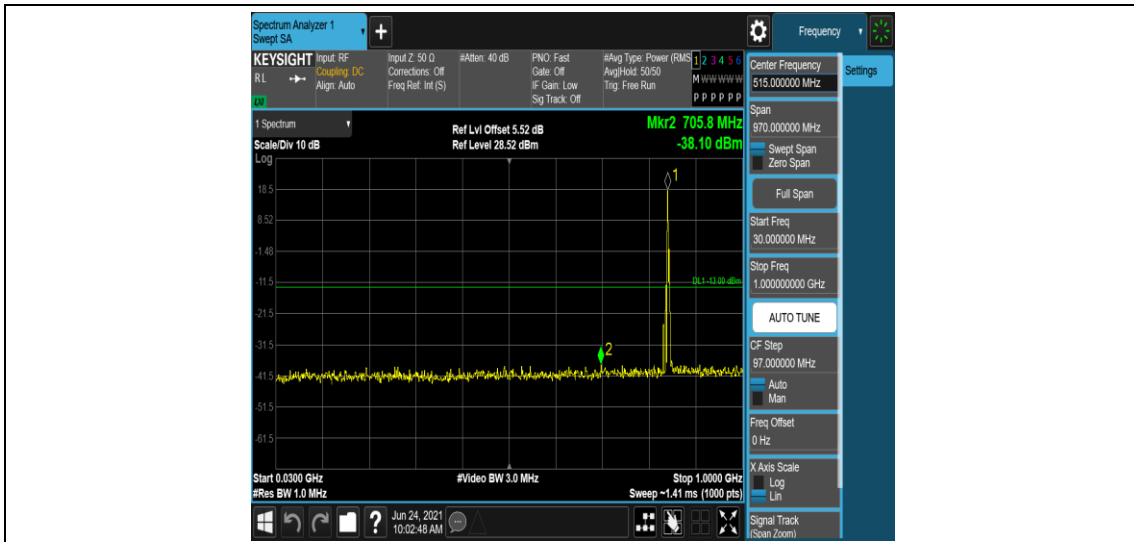 Spectrum Analyzer 1
Swept SA
+
Frequency
KEYSIGHT
RL
LXI
Input: RF
Coupling: DC
Align: Auto
Input Z: 50 Ω
Corrections: Off
Freq Ref: Int (S)
#Atten: 40 dB
PNO: Fast
Gate: Off
IF Gain: Low
Sig Track: Off
#Avg Type: Power (RMS
Avg|Hold: 50/50
Trig: Free Run
1 2 3 4 5 6
M W W W W W
P P P P P P
1 Spectrum
Scale/Div 10 dB
Log
Ref Lvl Offset 5.52 dB
Ref Level 28.52 dBm
Mkr2 705.8 MHz
-38.10 dBm
1
18.5
8.52
-1.48
-11.5
DL1 -13.00 dBm
-21.5
-31.5
2
-41.5
-51.5
-61.5
Start 0.0300 GHz
#Res BW 1.0 MHz
#Video BW 3.0 MHz
Stop 1.0000 GHz
Sweep ~1.41 ms (1000 pts)
?
Jun 24, 2021
10:02:48 AM
Center Frequency
515.000000 MHz
Settings
Span
970.000000 MHz
Swept Span
Zero Span
Full Span
Start Freq
30.000000 MHz
Stop Freq
1.000000000 GHz
AUTO TUNE
CF Step
97.000000 MHz
Auto
Man
Freq Offset
0 Hz
X Axis Scale
Log
Lin
Signal Track
(Span Zoom)